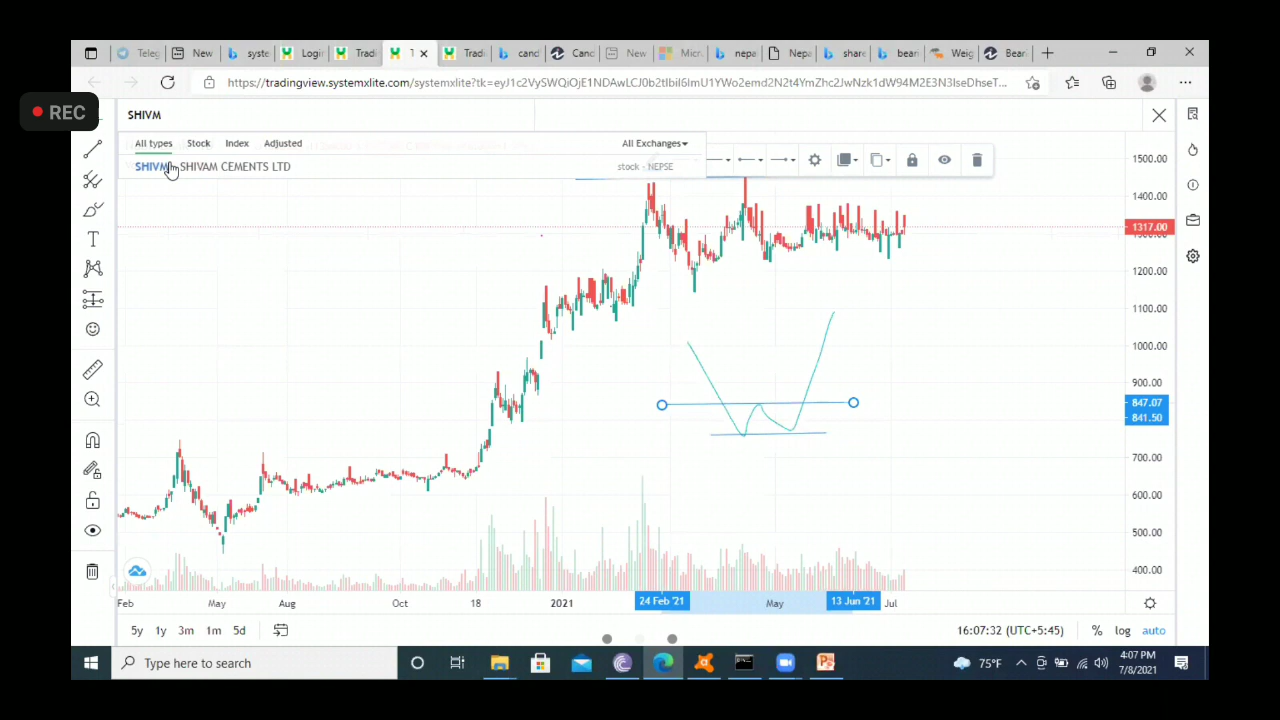 Teleg
New
syste
Login
Tradi
T
Tradi
cand
Canc
New
Micr
nepa
Nepa
share
bearı
Weig
Bear
https://tradingview.systemxlite.com/systemxlite?tk=eyJ1c2VySWQiOjE1NDAwLCJ0b2tlbiI6ImU1YWo2emd2N2t4YmZhc2JwNzk1dW94M2E3N3lseDhseT...
REC
SHIVM
All types Stock Index Adjusted All Exchanges
SHIVM SHIVAM CEMENTS LTD stock - NEPSE
1500.00
1400.00
1317.00
1300.00
1200.00
1100.00
1000.00
900.00
847.07
841.50
700.00
600.00
500.00
400.00
Feb May Aug Oct 18 2021 24 Feb '21 May 13 Jun '21 Jul
5y 1y 3m 1m 5d 16:07:32 (UTC+5:45) % log auto
Type here to search 75°F 4:07 PM
7/8/2021